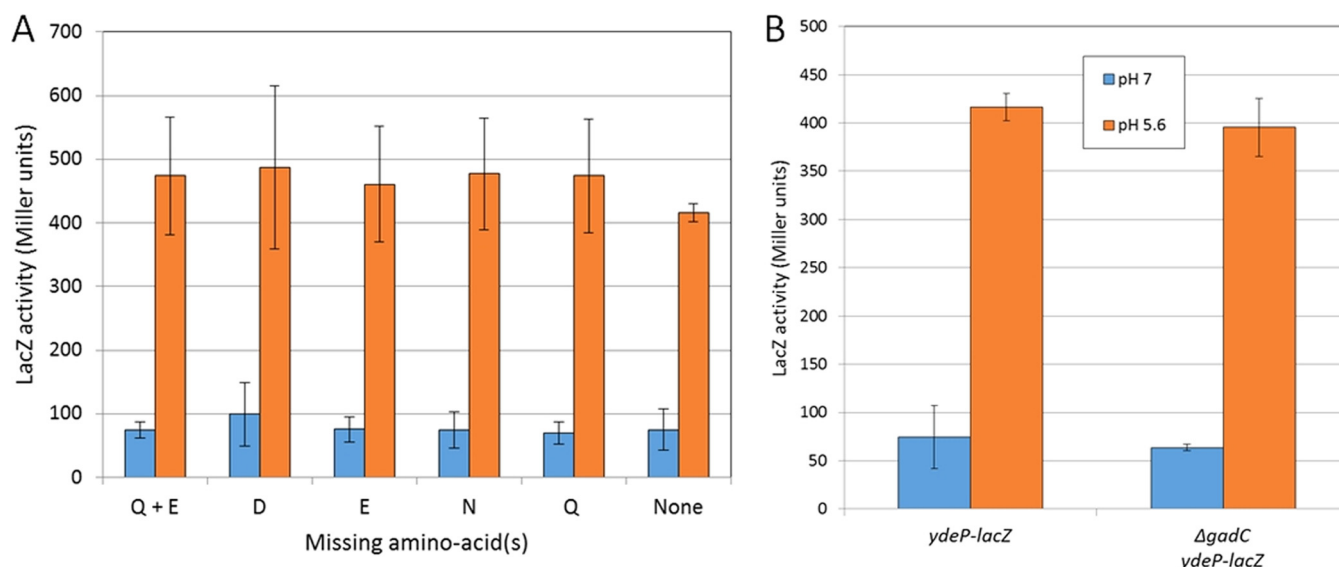 A
LacZ activity (Miller units)
700
600
500
400
300
200
100
0
Q + E D E N Q None
Missing amino-acid(s)
B
LacZ activity (Miller units)
500
450
400
350
300
250
200
150
100
50
0
pH 7
pH 5.6
ydeP-lacZ ΔgadC
ydeP-lacZ